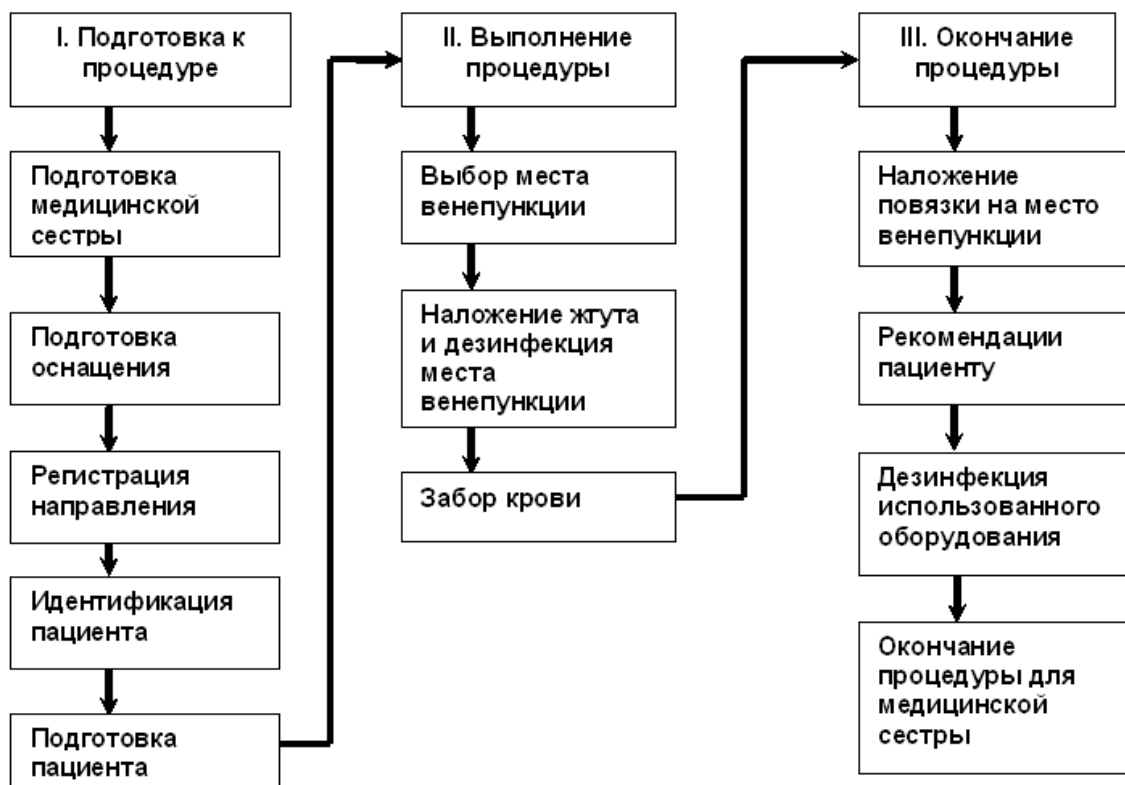 I. Подготовка к
процедуре
Подготовка
медицинской
сестры
Подготовка
оснащения
Регистрация
направления
Идентификация
пациента
Подготовка
пациента
II. Выполнение
процедуры
Выбор места
венепункции
Наложение жгута
и дезинфекция
места
венепункции
Забор крови
III. Окончание
процедуры
Наложение
повязки на место
венепункции
Рекомендации
пациенту
Дезинфекция
использованного
оборудования
Окончание
процедуры для
медицинской
сестры